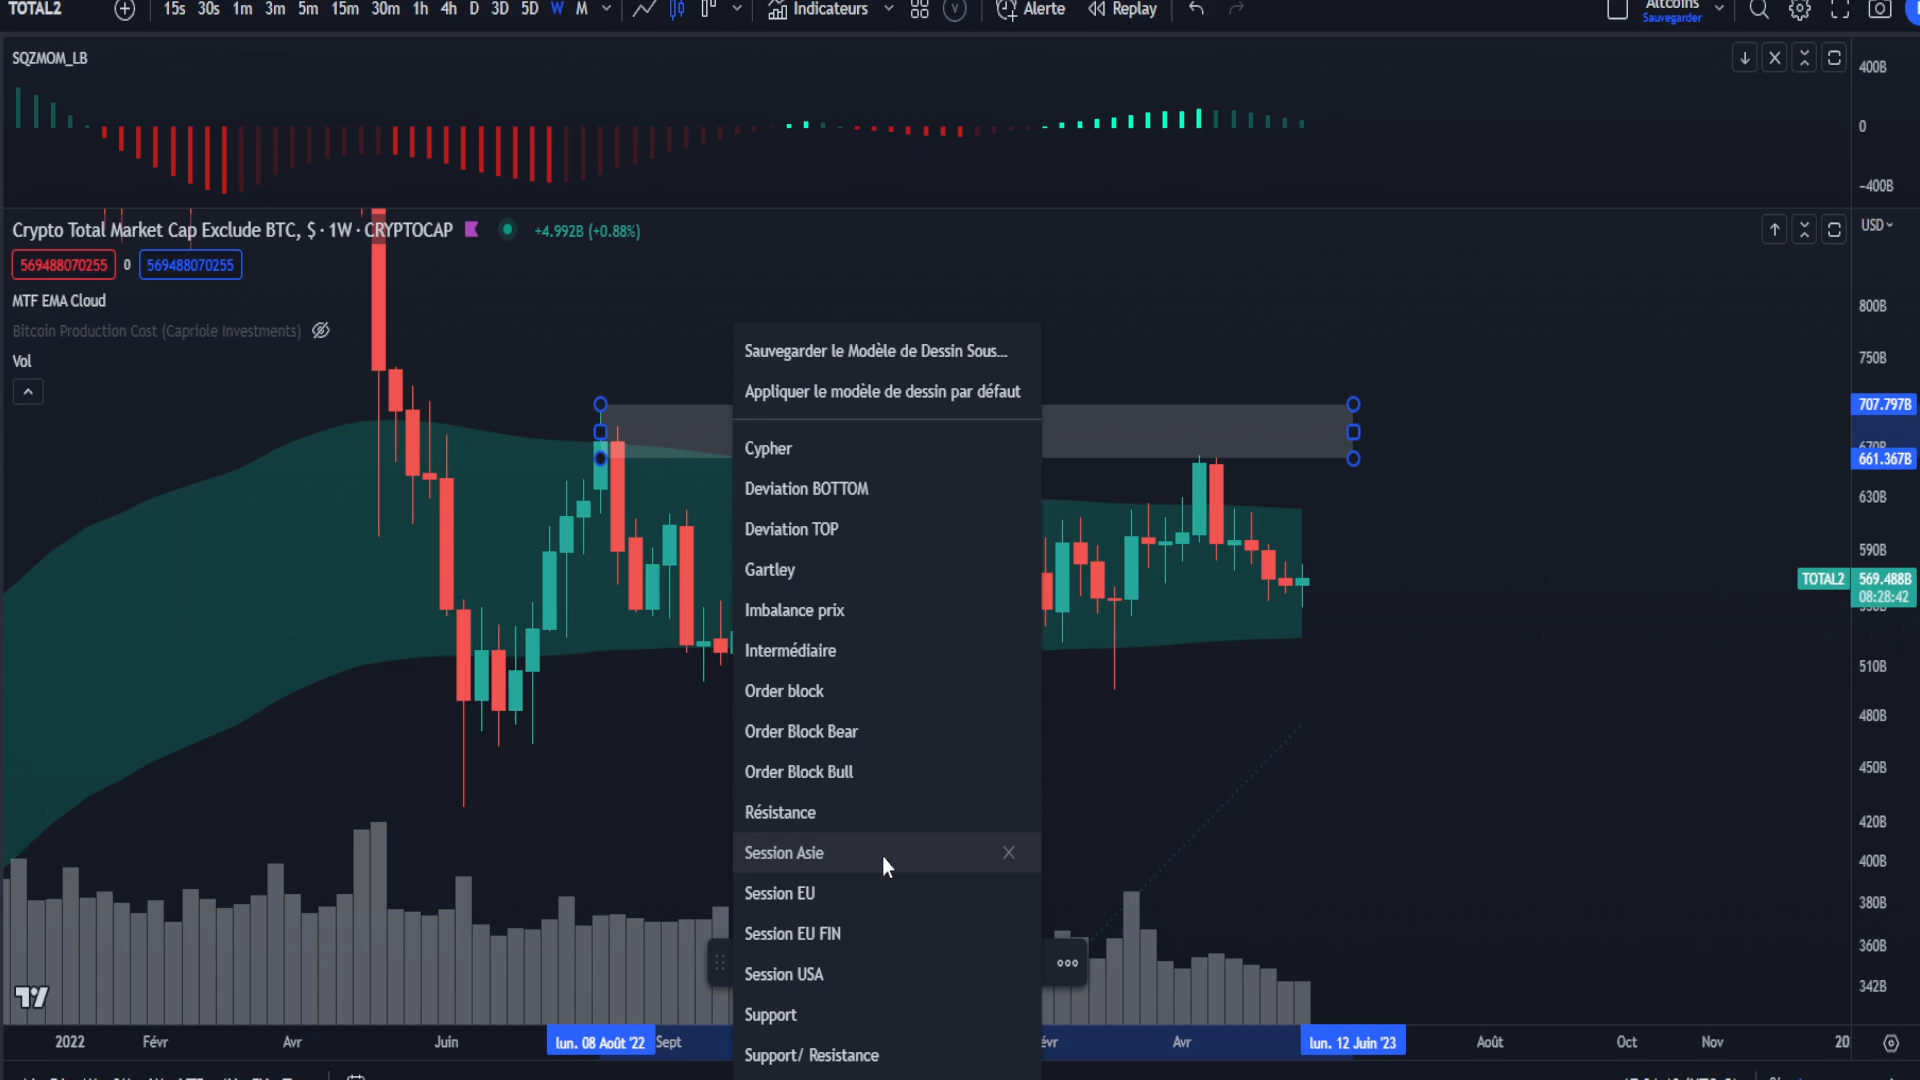 TOTAL2 15s 30s 1m 3m 5m 15m 30m 1h 4h D 3D 5D W M Indicateurs Alerte Replay Altcoins
Sauvegarder
SQZMOM_LB
400B
0
−400B
Crypto Total Market Cap Exclude BTC, $ · 1W · CRYPTOCAP +4.992B (+0.88%)
USD
569488070255 0 569488070255
MTF EMA Cloud
Bitcoin Production Cost (Capriole Investments)
Vol
800B
750B
707.797B
670B
661.367B
630B
590B
TOTAL2 569.488B
08:28:42
510B
480B
450B
420B
400B
380B
360B
342B
Sauvegarder le Modèle de Dessin Sous...
Appliquer le modèle de dessin par défaut
Cypher
Deviation BOTTOM
Deviation TOP
Gartley
Imbalance prix
Intermédiaire
Order block
Order Block Bear
Order Block Bull
Résistance
Session Asie
Session EU
Session EU FIN
Session USA
Support
Support/ Resistance
2022 Févr Avr Juin lun. 08 Août '22 Sept évr Avr lun. 12 Juin '23 Août Oct Nov 20